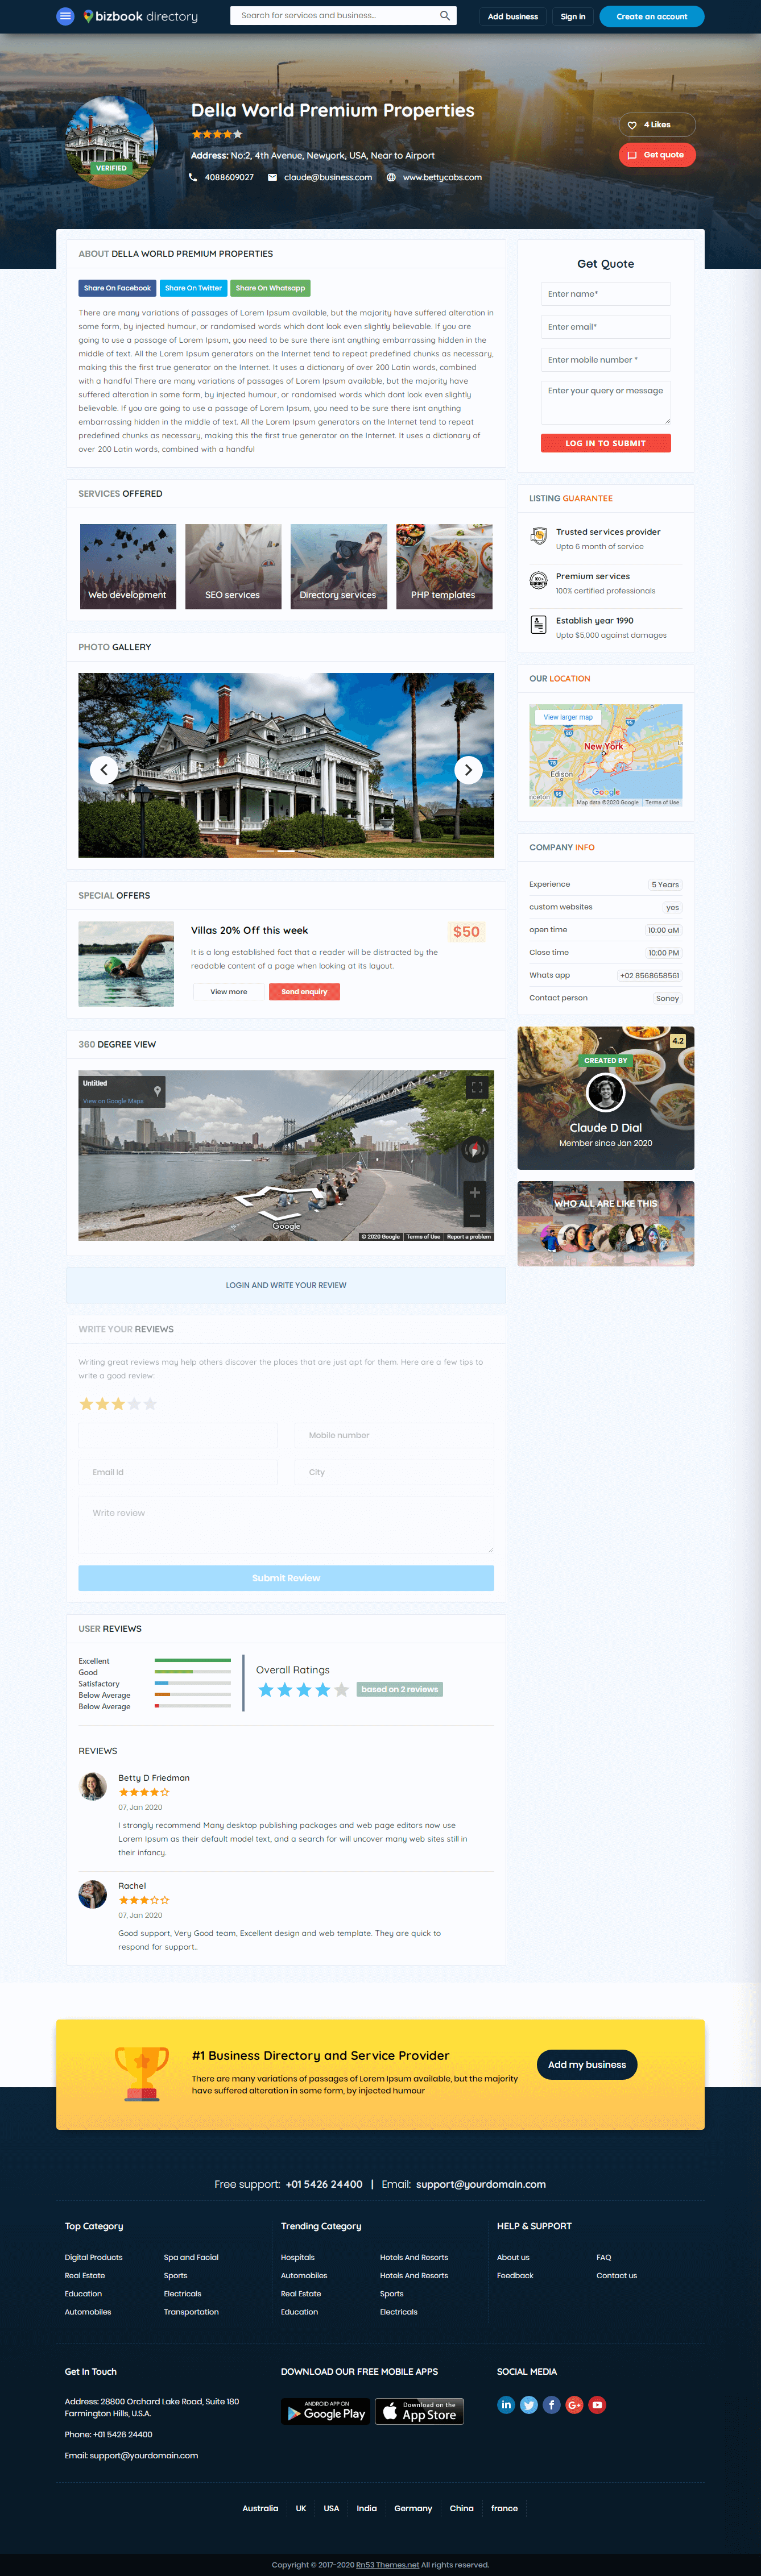 bizbook directory
Search for services and business...
Add business
Sign in
Create an account
Della World Premium Properties
Address: No:2, 4th Avenue, Newyork, USA, Near to Airport
4088609027
claude@business.com
www.bettycabs.com
VERIFIED
4 Likes
Get quote
ABOUT DELLA WORLD PREMIUM PROPERTIES
Share On Facebook
Share On Twitter
Share On Whatsapp
There are many variations of passages of Lorem Ipsum available, but the majority have suffered alteration in
some form, by injected humour, or randomised words which dont look even slightly believable. If you are
going to use a passage of Lorem Ipsum, you need to be sure there isnt anything embarrassing hidden in the
middle of text. All the Lorem Ipsum generators on the Internet tend to repeat predefined chunks as necessary,
making this the first true generator on the Internet. It uses a dictionary of over 200 Latin words, combined
with a handful There are many variations of passages of Lorem Ipsum available, but the majority have
suffered alteration in some form, by injected humour, or randomised words which dont look even slightly
believable. If you are going to use a passage of Lorem Ipsum, you need to be sure there isnt anything
embarrassing hidden in the middle of text. All the Lorem Ipsum generators on the Internet tend to repeat
predefined chunks as necessary, making this the first true generator on the Internet. It uses a dictionary of
over 200 Latin words, combined with a handful
SERVICES OFFERED
Web development
SEO services
Directory services
PHP templates
PHOTO GALLERY
SPECIAL OFFERS
Villas 20% Off this week
$50
It is a long established fact that a reader will be distracted by the
readable content of a page when looking at its layout.
View more
Send enquiry
360 DEGREE VIEW
Untitled
View on Google Maps
Google
© 2020 Google
Terms of Use
Report a problem
LOGIN AND WRITE YOUR REVIEW
WRITE YOUR REVIEWS
Writing great reviews may help others discover the places that are just apt for them. Here are a few tips to
write a good review:
Mobile number
Email id
City
Write review
Submit Review
USER REVIEWS
Excellent
Good
Satisfactory
Below Average
Below Average
Overall Ratings
based on 2 reviews
REVIEWS
Betty D Friedman
07, Jan 2020
I strongly recommend Many desktop publishing packages and web page editors now use
Lorem Ipsum as their default model text, and a search for will uncover many web sites still in
their infancy.
Rachel
07, Jan 2020
Good support, Very Good team, Excellent design and web template. They are quick to
respond for support..
Get Quote
Enter name*
Enter email*
Enter mobile number *
Enter your query or message
LOG IN TO SUBMIT
LISTING GUARANTEE
Trusted services provider
Upto 6 month of service
Premium services
100% certified professionals
Establish year 1990
Upto $5,000 against damages
OUR LOCATION
View larger map
New York
Edison
nceton
Google
Map data ©2020 Google
Terms of Use
COMPANY INFO
Experience
5 Years
custom websites
yes
open time
10:00 aM
Close time
10:00 PM
Whats app
+02 8568658561
Contact person
Soney
4.2
CREATED BY
Claude D Dial
Member since Jan 2020
WHO ALL ARE LIKE THIS
#1 Business Directory and Service Provider
There are many variations of passages of Lorem Ipsum available, but the majority
have suffered alteration in some form, by injected humour
Add my business
Free support: +01 5426 24400 | Email: support@yourdomain.com
Top Category
Digital Products
Spa and Facial
Real Estate
Sports
Education
Electricals
Automobiles
Transportation
Trending Category
Hospitals
Hotels And Resorts
Automobiles
Hotels And Resorts
Real Estate
Sports
Education
Electricals
HELP & SUPPORT
About us
FAQ
Feedback
Contact us
Get In Touch
Address: 28800 Orchard Lake Road, Suite 180
Farmington Hills, U.S.A.
Phone: +01 5426 24400
Email: support@yourdomain.com
DOWNLOAD OUR FREE MOBILE APPS
ANDROID APP ON
Google Play
Download on the
App Store
SOCIAL MEDIA
Australia
UK
USA
India
Germany
China
france
Copyright © 2017-2020 Rn53 Themes.net All rights reserved.